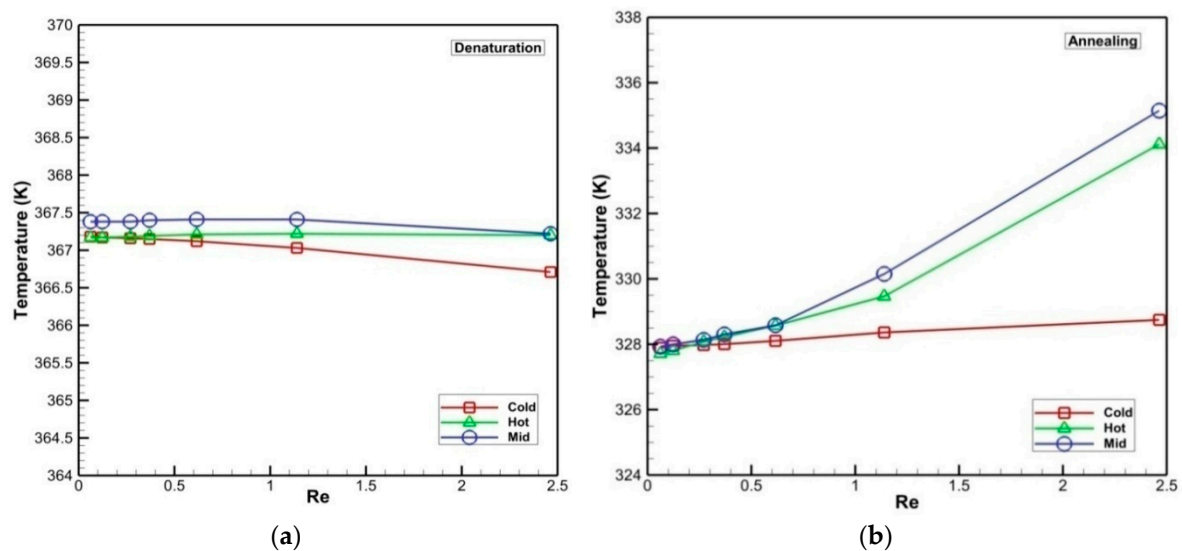 Denaturation
370
369.5
369
368.5
368
367.5
367
366.5
366
365.5
365
364.5
364
Temperature (K)
0
0.5
1
1.5
2
2.5
Re
Cold
Hot
Mid
(a)
Annealing
338
336
334
332
330
328
326
324
Temperature (K)
0
0.5
1
1.5
2
2.5
Re
Cold
Hot
Mid
(b)